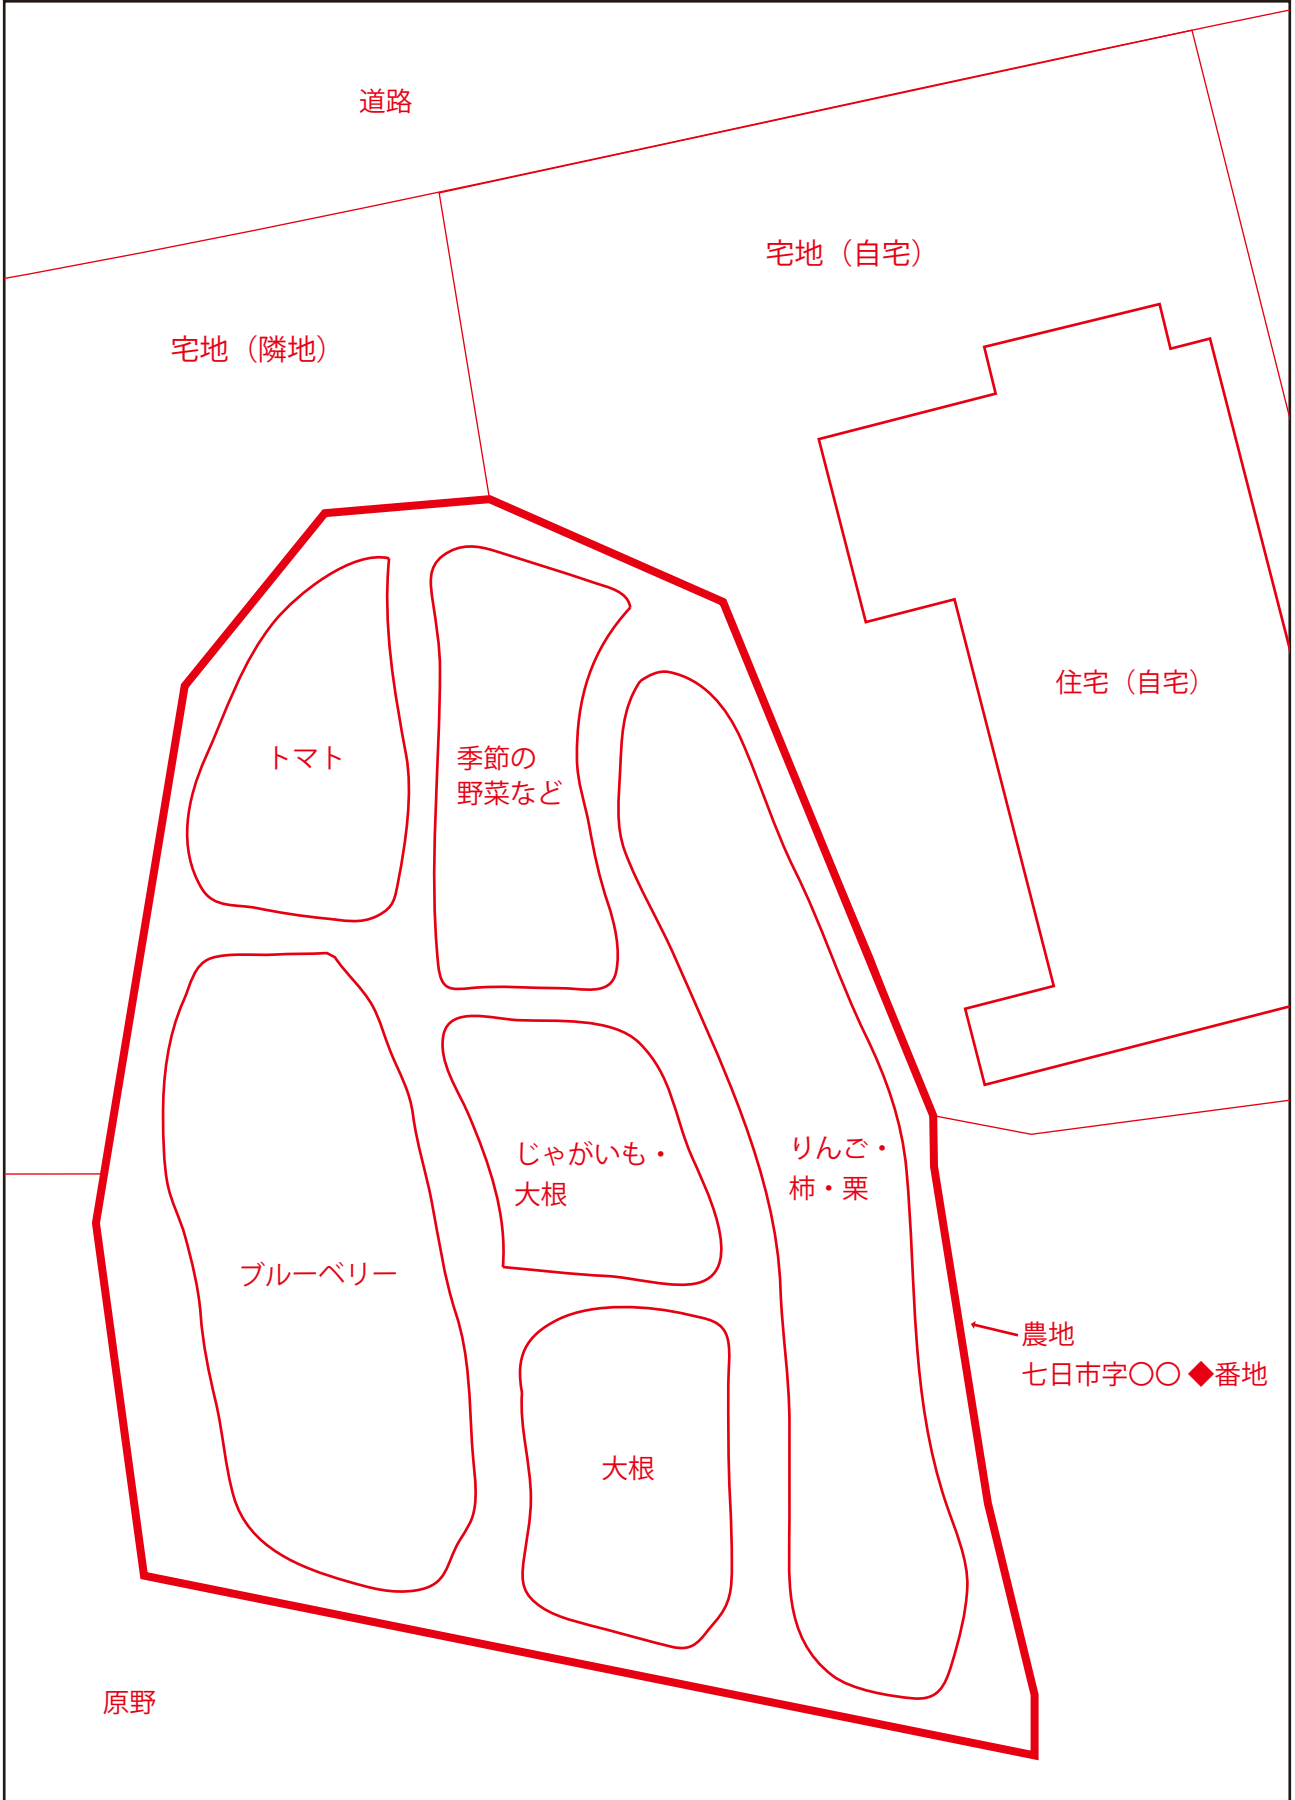 道路
宅地（自宅）
宅地（隣地）
住宅（自宅）
トマト
季節の
野菜など
じゃがいも・
大根
りんご・
柿・栗
ブルーベリー
農地
七日市字〇〇 ◆番地
大根
原野